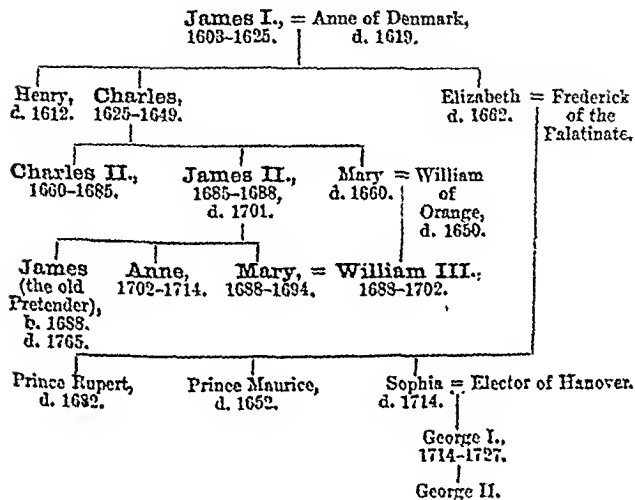 James I., = Anne of Denmark,
1603-1625. d. 1619.
Henry, Charles, Elizabeth = Frederick
d. 1612. 1625-1649. d. 1662. of the
Palatinate.
Charles II., James II., Mary = William
1660-1685. 1685-1688, d. 1660. of
d. 1701. Orange,
d. 1650.
James Anne, Mary, = William III.,
(the old 1702-1714. 1688-1694. 1688-1702.
Pretender),
b. 1688.
d. 1765.
Prince Rupert, Prince Maurice, Sophia = Elector of Hanover.
d. 1682. d. 1652. d. 1714.
George I.,
1714-1727.
George II.